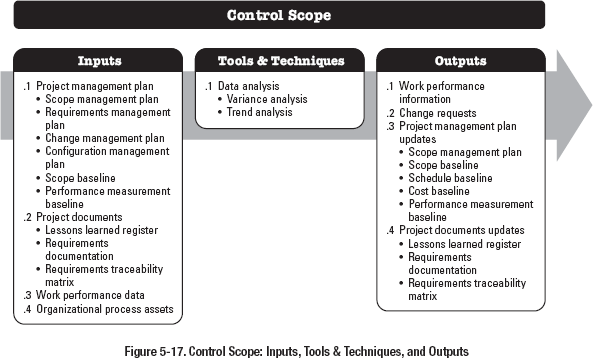 Control Scope
Inputs
.1 Project management plan
• Scope management plan
• Requirements management
plan
• Change management plan
• Configuration management
plan
• Scope baseline
• Performance measurement
baseline
.2 Project documents
• Lessons learned register
• Requirements
documentation
• Requirements traceability
matrix
.3 Work performance data
.4 Organizational process assets
Tools & Techniques
.1 Data analysis
• Variance analysis
• Trend analysis
Outputs
.1 Work performance
information
.2 Change requests
.3 Project management plan
updates
• Scope management plan
• Scope baseline
• Schedule baseline
• Cost baseline
• Performance measurement
baseline
.4 Project documents updates
• Lessons learned register
• Requirements
documentation
• Requirements traceability
matrix
Figure 5-17. Control Scope: Inputs, Tools & Techniques, and Outputs